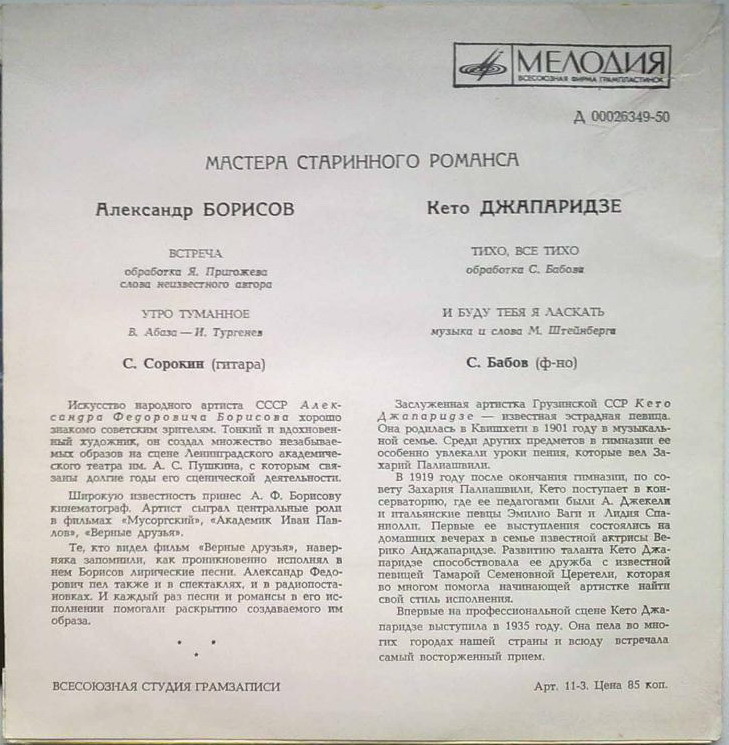 МЕЛОДИЯ
ВСЕСОЮЗНАЯ ФИРМА ГРАМПЛАСТИНОК
Д 00026349-50
МАСТЕРА СТАРИННОГО РОМАНСА
Александр БОРИСОВ
ВСТРЕЧА
обработка Я. Пригожева
слова неизвестного автора
УТРО ТУМАННОЕ
В. Абаза — И. Тургенев
С. Сорокин (гитара)
Искусство народного артиста СССР Алек-
сандра Федоровича Борисова хорошо
знакомо советским зрителям. Тонкий и вдохновен-
ный художник, он создал множество незабывае-
мых образов на сцене Ленинградского академиче-
ского театра им. А. С. Пушкина, с которым свя-
заны долгие годы его сценической деятельности.
Широкую известность принес А. Ф. Борисову
кинематограф. Артист сыграл центральные роли
в фильмах «Мусоргский», «Академик Иван Пав-
лов», «Верные друзья».
Те, кто видел фильм «Верные друзья», навер-
няка запомнили, как проникновенно исполнял в
нем Борисов лирические песни. Александр Федо-
рович пел также и в спектаклях, и в радиопоста-
новках. И каждый раз песни и романсы в его ис-
полнении помогали раскрытию создаваемого им
образа.
* *
*
ВСЕСОЮЗНАЯ СТУДИЯ ГРАМЗАПИСИ
Кето ДЖАПАРИДЗЕ
ТИХО, ВСЕ ТИХО
обработка С. Бабова
И БУДУ ТЕБЯ Я ЛАСКАТЬ
музыка и слова М. Штейнберга
С. Бабов (ф-но)
Заслуженная артистка Грузинской ССР Кето
Джапаридзе — известная эстрадная певица.
Она родилась в Квишхети в 1901 году в музыкаль-
ной семье. Среди других предметов в гимназии ее
особенно увлекали уроки пения, которые вел За-
харий Палиашвили.
В 1919 году после окончания гимназии, по со-
вету Захария Палиашвили, Кето поступает в кон-
серваторию, где ее педагогами были А. Джекели
и итальянские певцы Эмилио Ваги и Лидия Спа-
ниолли. Первые ее выступления состоялись на
домашних вечерах в семье известной актрисы Ве-
рико Анджапаридзе. Развитию таланта Кето Джа-
паридзе способствовала ее дружба с известной
певицей Тамарой Семеновной Церетели, которая
во многом помогла начинающей артистке найти
свой стиль исполнения.
Впервые на профессиональной сцене Кето Джа-
паридзе выступила в 1935 году. Она пела во мно-
гих городах нашей страны и всюду встречала
самый восторженный прием.
Арт. 11-3. Цена 85 коп.